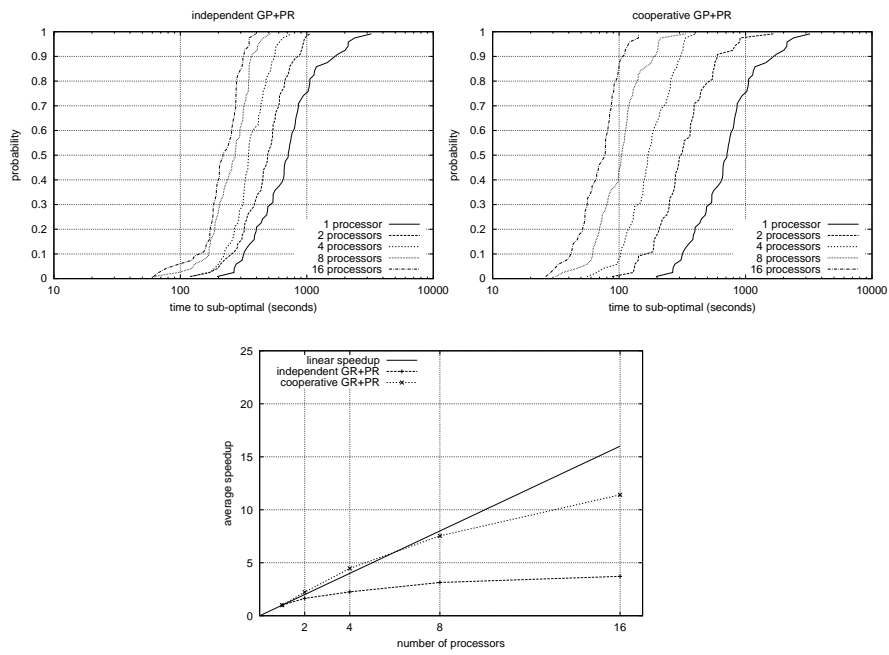 independent GP+PR
probability
1
0.9
0.8
0.7
0.6
0.5
0.4
0.3
0.2
0.1
0
10
100
1000
10000
time to sub-optimal (seconds)
1 processor
2 processors
4 processors
8 processors
16 processors
cooperative GP+PR
probability
1
0.9
0.8
0.7
0.6
0.5
0.4
0.3
0.2
0.1
0
10
100
1000
10000
time to sub-optimal (seconds)
1 processor
2 processors
4 processors
8 processors
16 processors
average speedup
25
20
15
10
5
0
2
4
8
16
number of processors
linear speedup
independent GR+PR
cooperative GR+PR